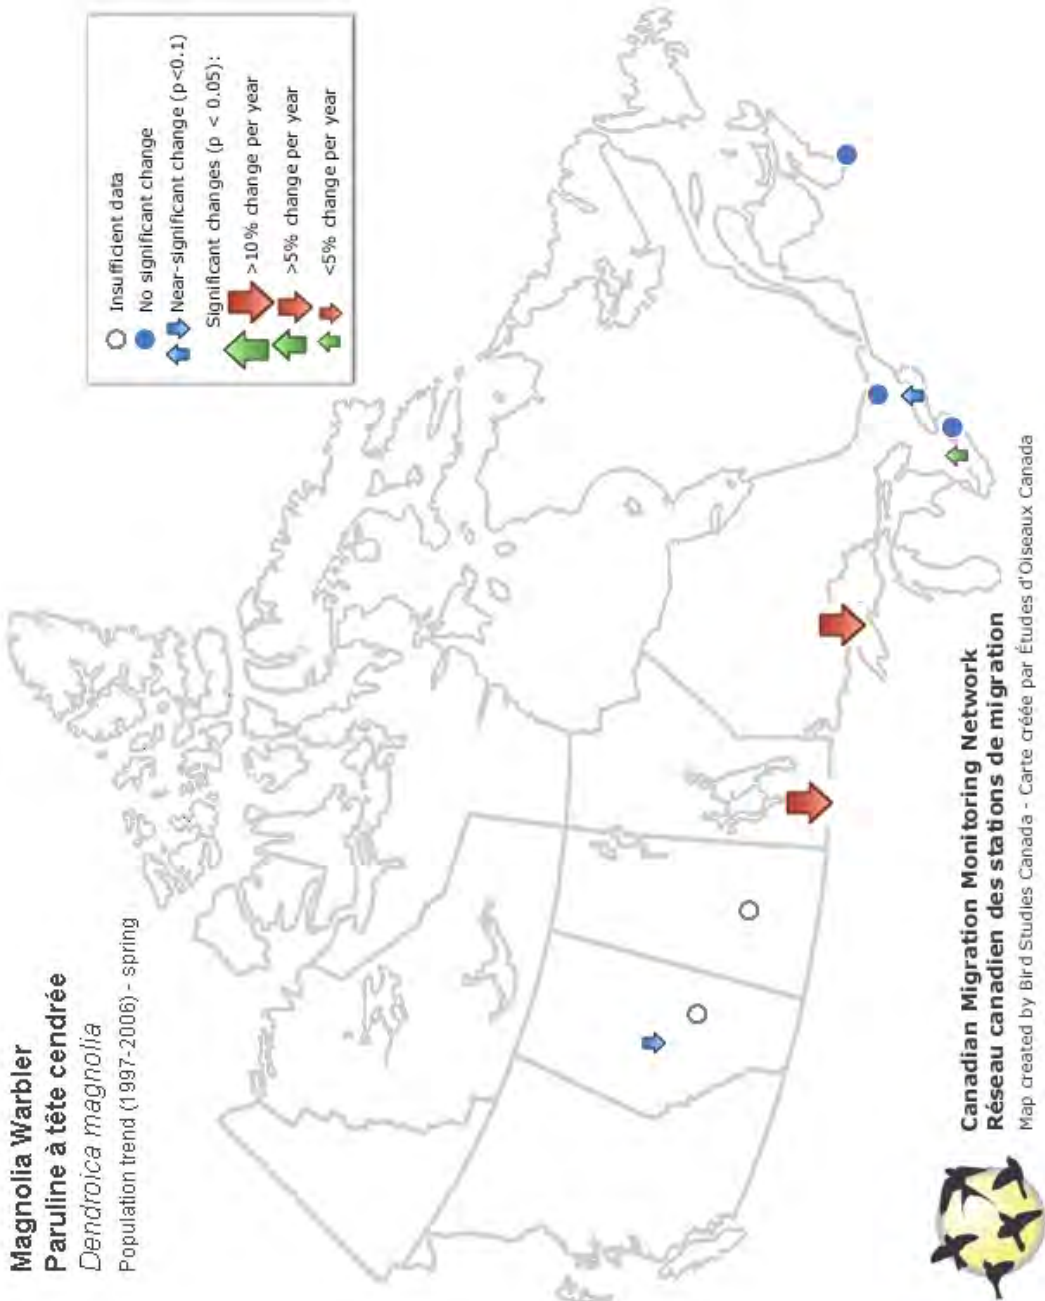 Magnolia Warbler
Paruline à tête cendrée
Dendroica magnolia
Population trend (1997-2006) - spring
Insufficient data
No significant change
Near-significant change (p<0.1)
Significant changes (p < 0.05):
>10% change per year
>5% change per year
<5% change per year
Canadian Migration Monitoring Network
Réseau canadien des stations de migration
Map created by Bird Studies Canada - Carte créée par Études d'Oiseaux Canada